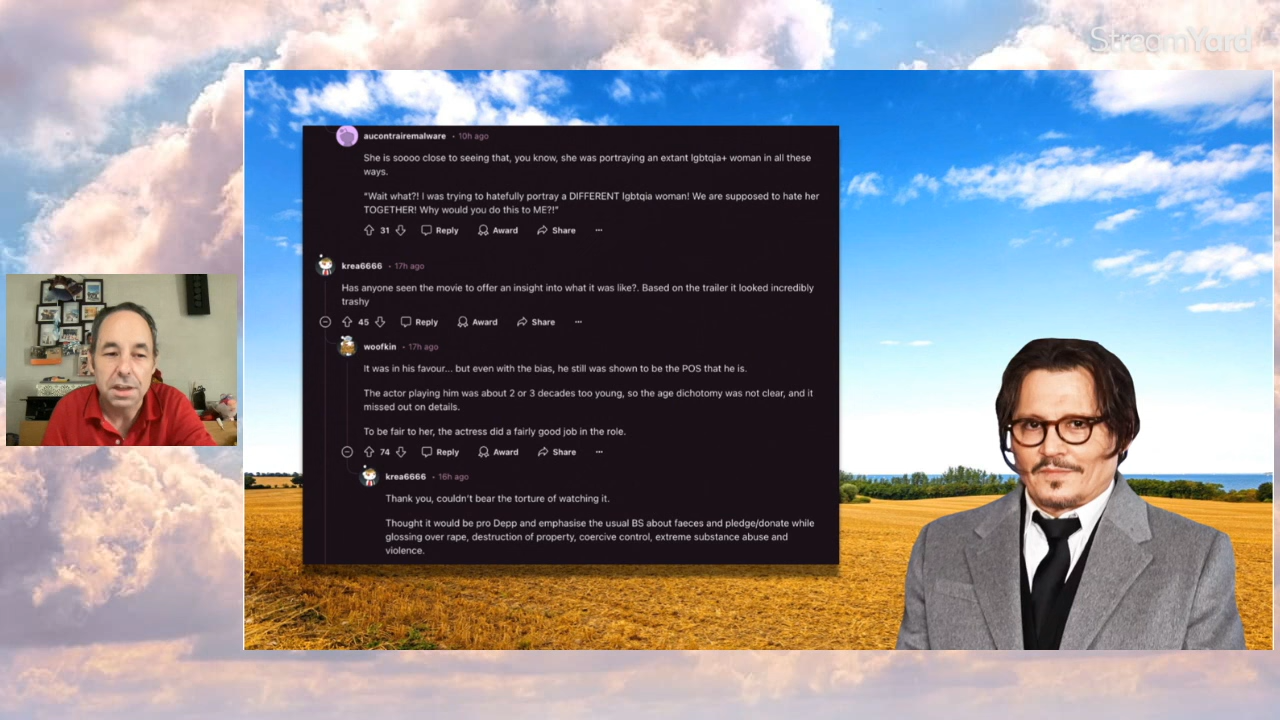 StreamYard
aucontrairemalware · 10h ago
She is soooo close to seeing that, you know, she was portraying an extant lgbtqia+ woman in all these
ways.
"Wait what?! I was trying to hatefully portray a DIFFERENT lgbtqia woman! We are supposed to hate her
TOGETHER! Why would you do this to ME?!"
31 Reply Award Share ...
krea6666 · 17h ago
Has anyone seen the movie to offer an insight into what it was like?. Based on the trailer it looked incredibly
trashy
45 Reply Award Share ...
woofkin · 17h ago
It was in his favour... but even with the bias, he still was shown to be the POS that he is.
The actor playing him was about 2 or 3 decades too young, so the age dichotomy was not clear, and it
missed out on details.
To be fair to her, the actress did a fairly good job in the role.
74 Reply Award Share ...
krea6666 · 16h ago
Thank you, couldn't bear the torture of watching it.
Thought it would be pro Depp and emphasise the usual BS about faeces and pledge/donate while
glossing over rape, destruction of property, coercive control, extreme substance abuse and
violence.